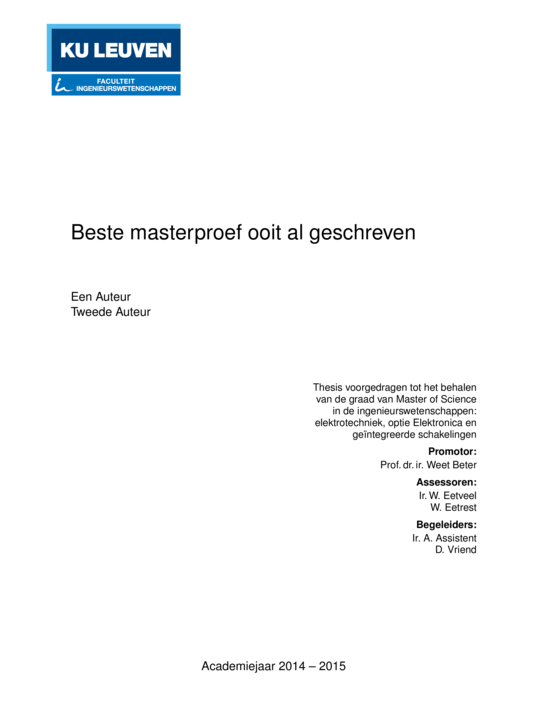 KU LEUVEN
FACULTEIT
INGENIEURSWETENSCHAPPEN
Beste masterproef ooit al geschreven
Een Auteur
Tweede Auteur
Thesis voorgedragen tot het behalen
van de graad van Master of Science
in de ingenieurswetenschappen:
elektrotechniek, optie Elektronica en
geïntegreerde schakelingen
Promotor:
Prof. dr. ir. Weet Beter
Assessoren:
Ir. W. Eetveel
W. Eetrest
Begeleiders:
Ir. A. Assistent
D. Vriend
Academiejaar 2014 – 2015